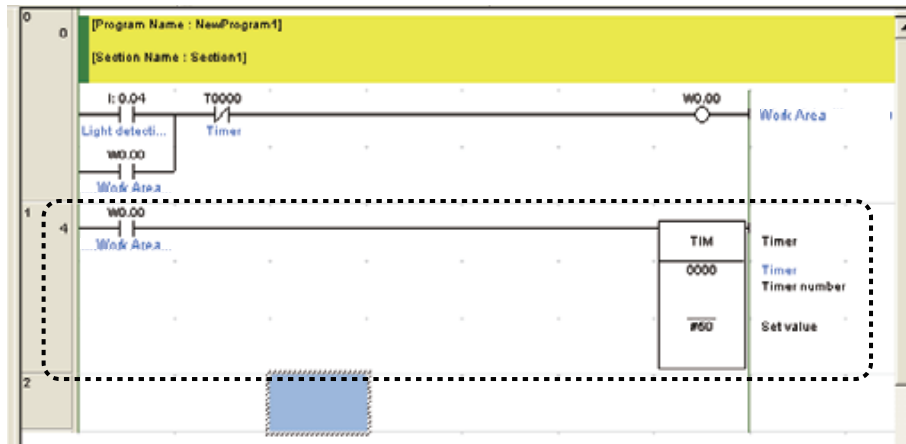 0
0
[Program Name : NewProgram1]
[Section Name : Section1]
I: 0.04 T0000 W0.00
Light detecti... Timer Work Area
W0.00
Work Area
1
4
W0.00
Work Area...
TIM Timer
0000 Timer
Timer number
#60 Set value
2